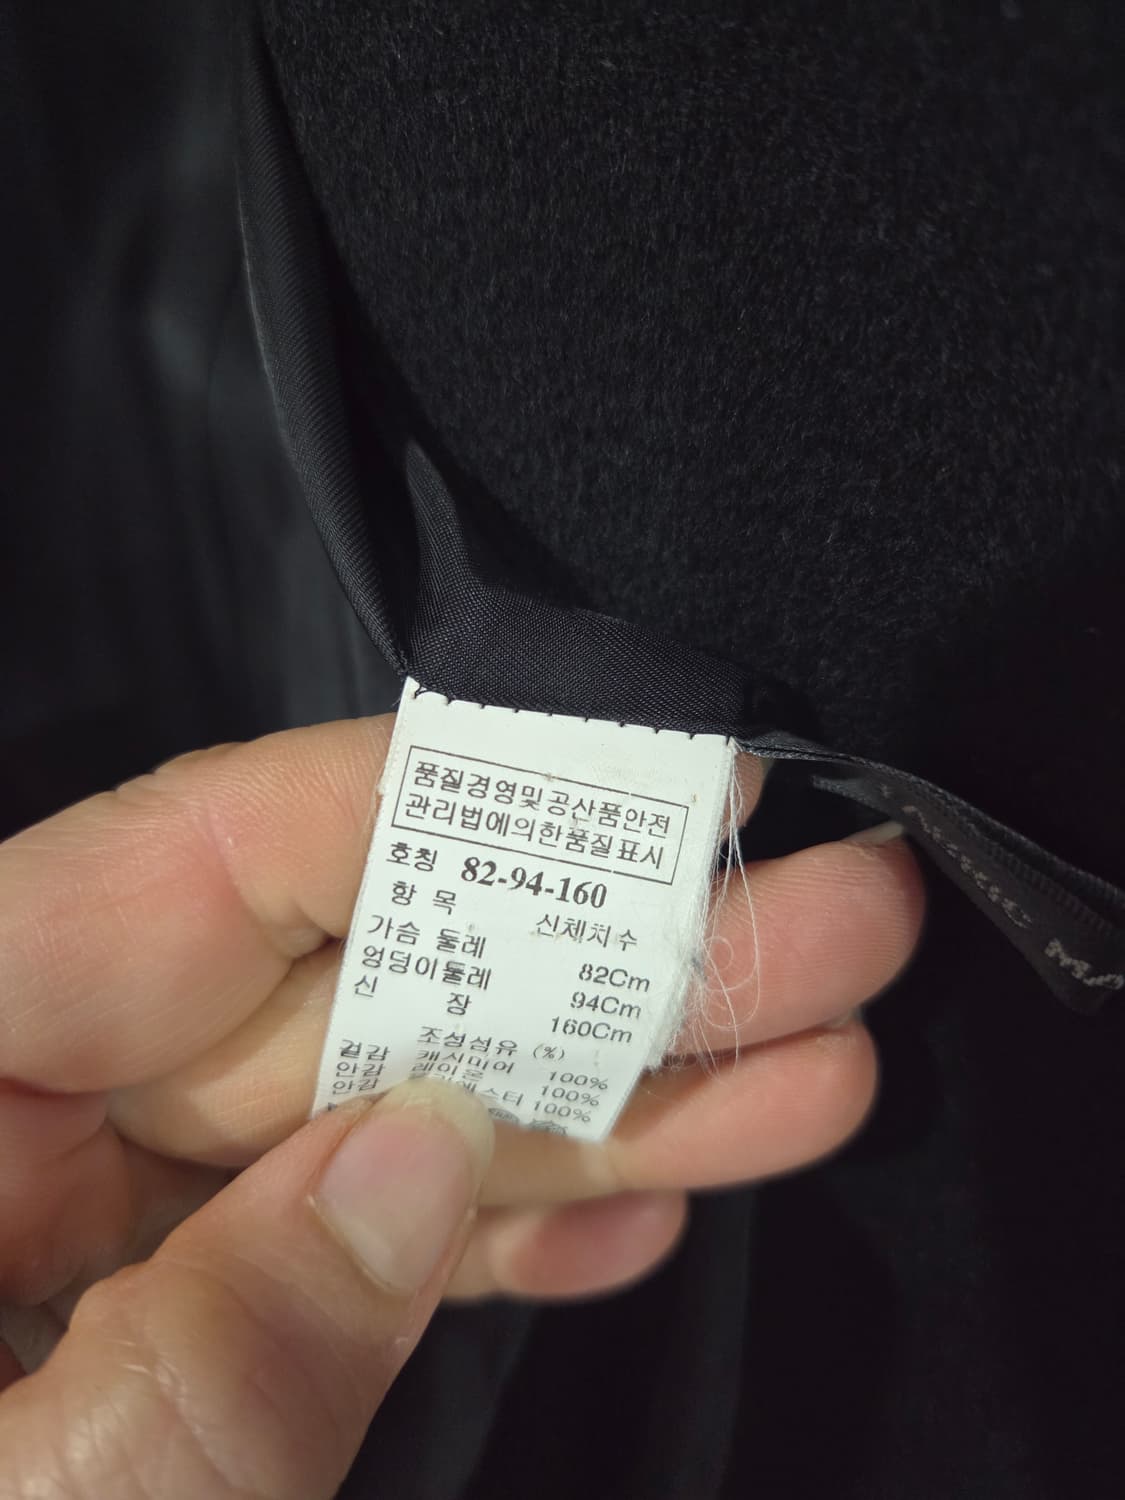 품질경영및공산품안전
관리법에의한품질표시
호칭 82-94-160
항 목 신체치수
가슴 둘레 82Cm
엉덩이둘레 94Cm
신 장 160Cm
조성섬유 (%)
겉감 캐시미어 100%
안감 레이온 100%
안감 100%